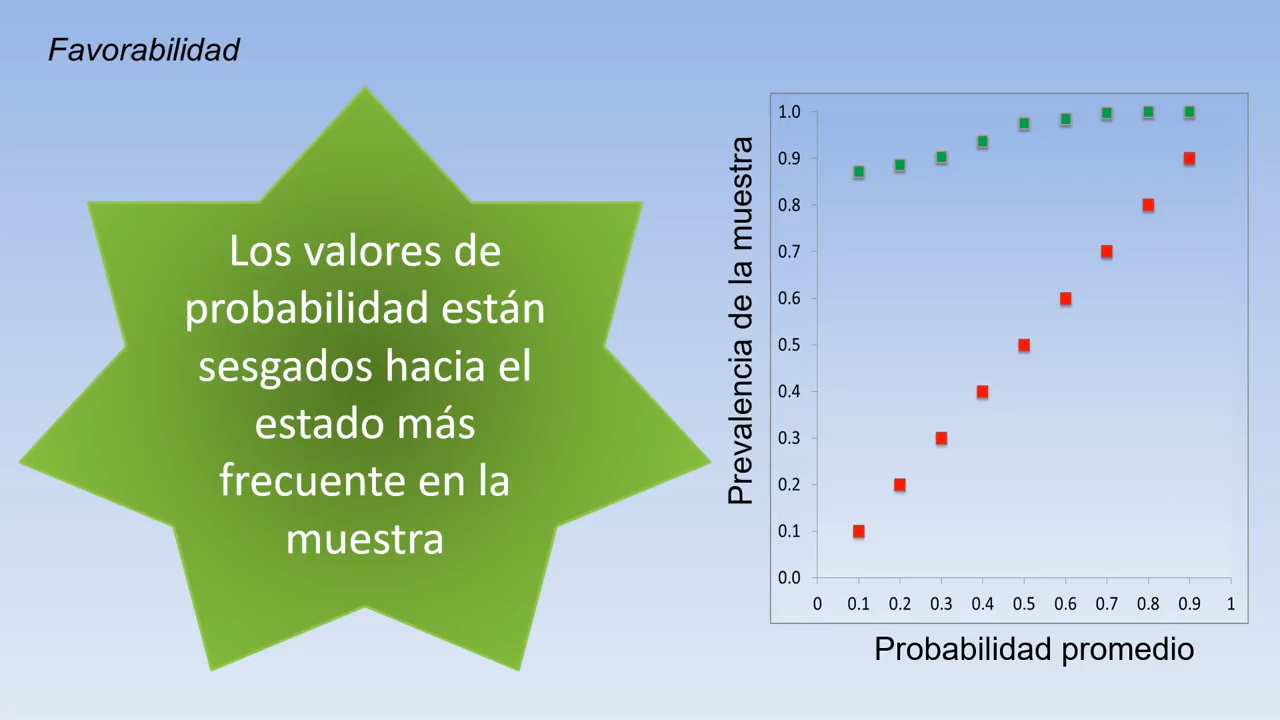 Favorabilidad
Los valores de
probabilidad están
sesgados hacia el
estado más
frecuente en la
muestra
Prevalencia de la muestra
1.0
0.9
0.8
0.7
0.6
0.5
0.4
0.3
0.2
0.1
0.0
0 0.1 0.2 0.3 0.4 0.5 0.6 0.7 0.8 0.9 1
Probabilidad promedio